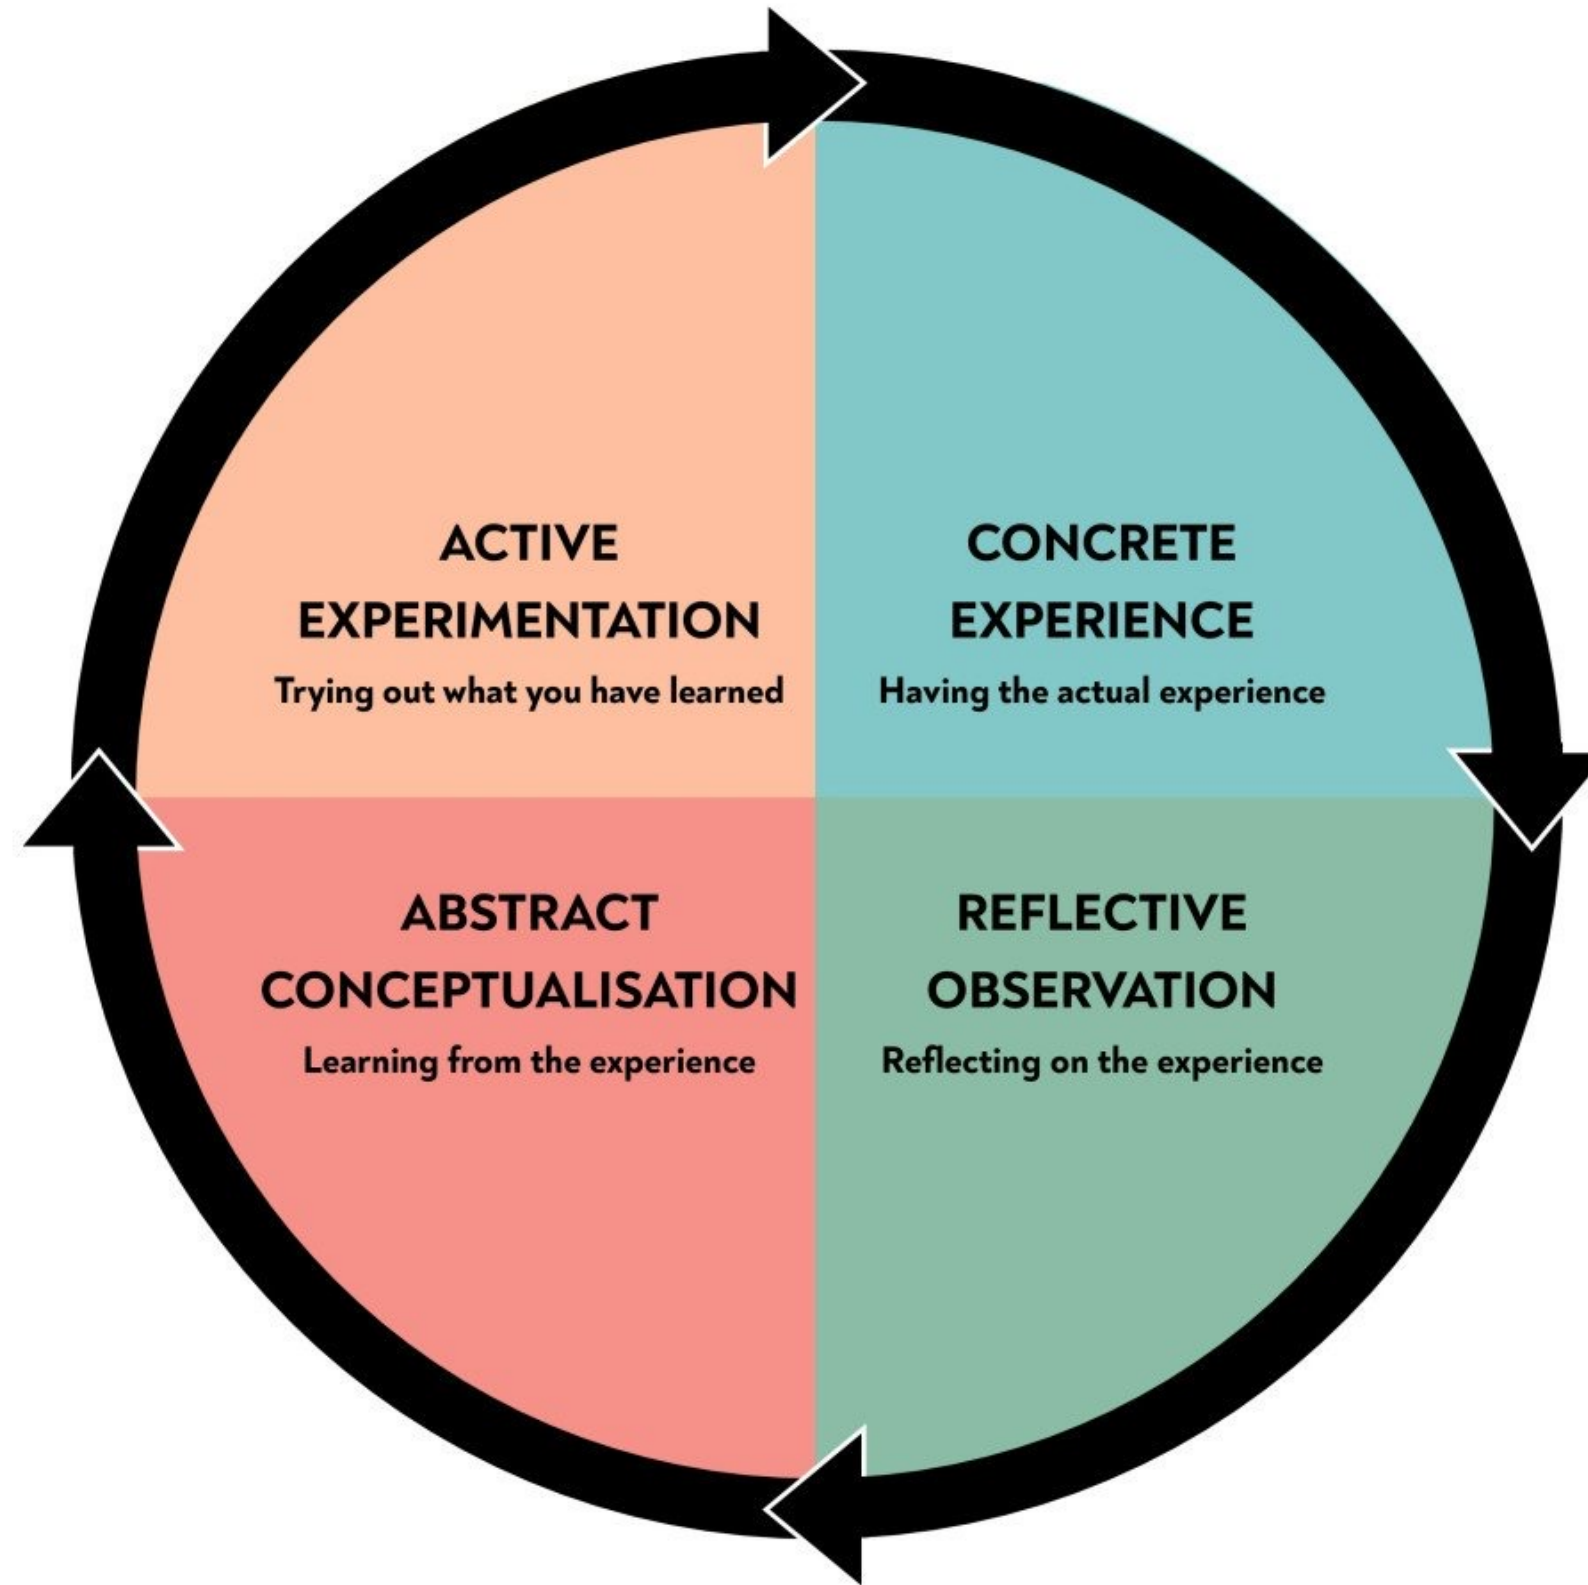 ACTIVE
EXPERIMENTATION
Trying out what you have learned
CONCRETE
EXPERIENCE
Having the actual experience
ABSTRACT
CONCEPTUALISATION
Learning from the experience
REFLECTIVE
OBSERVATION
Reflecting on the experience